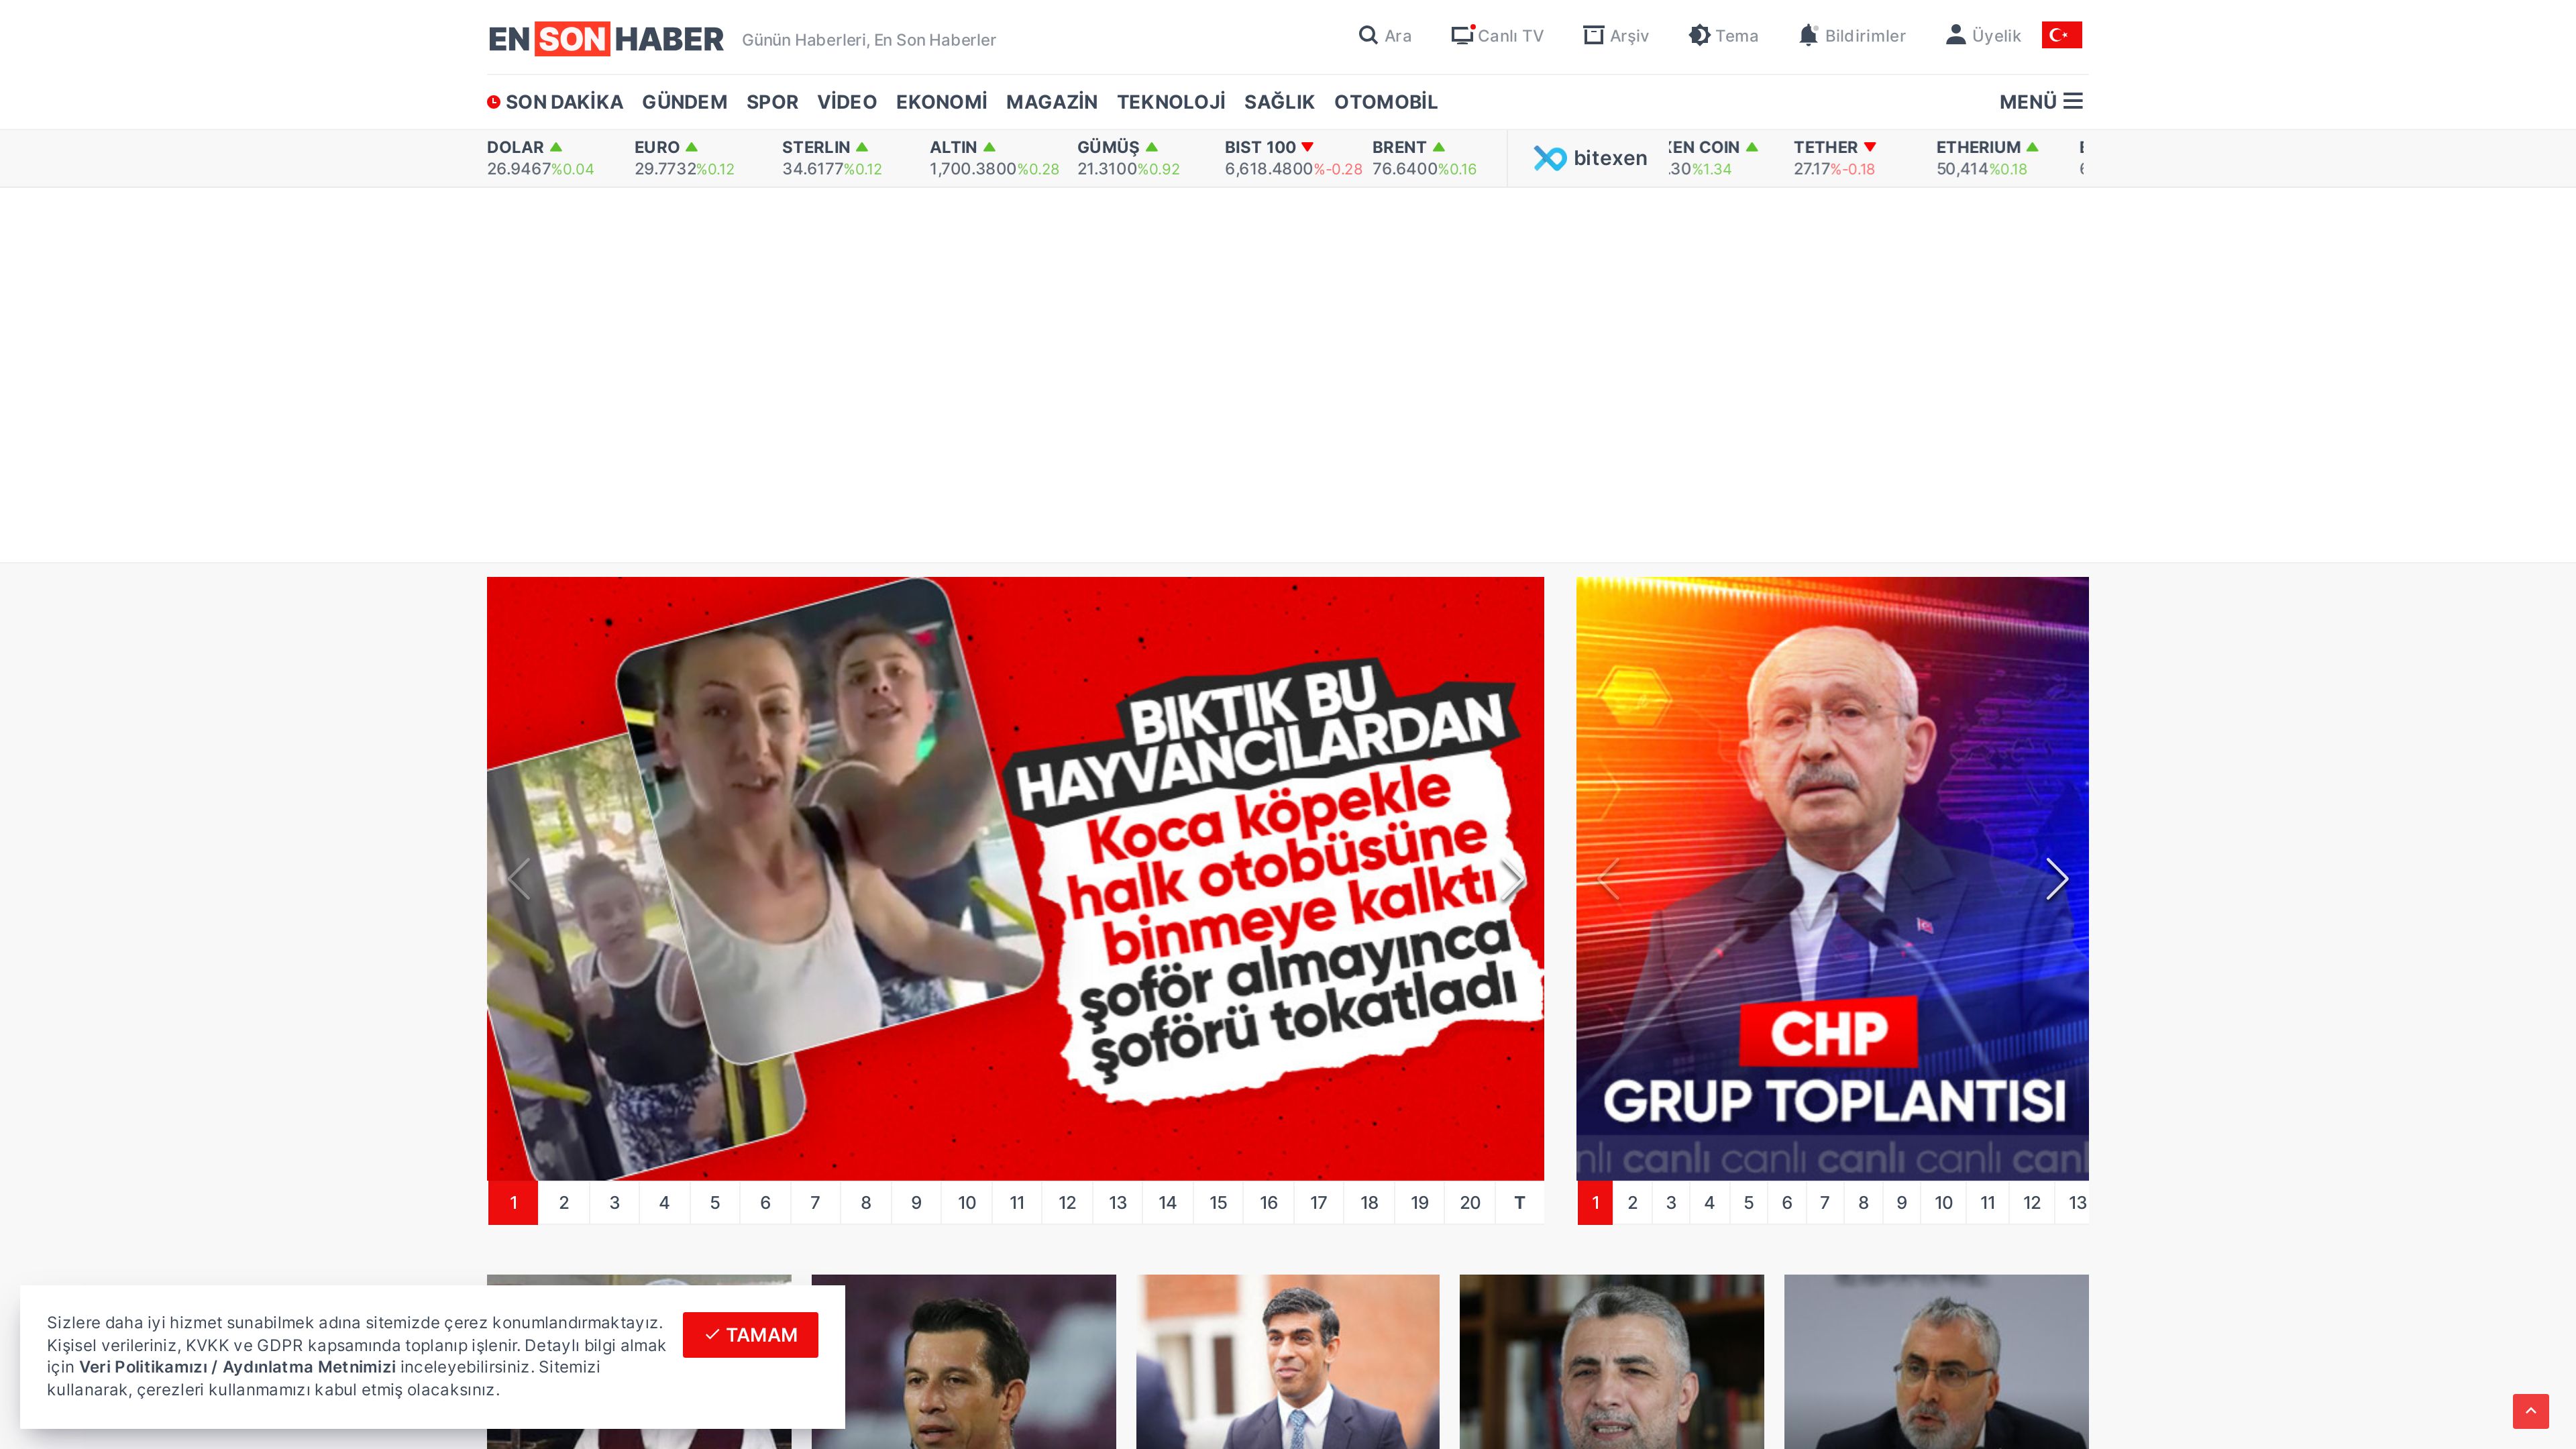 EN SON HABER
Günün Haberleri, En Son Haberler
Ara
Canlı TV
Arşiv
Tema
Bildirimler
Üyelik
SON DAKİKA
GÜNDEM
SPOR
VİDEO
EKONOMİ
MAGAZİN
TEKNOLOJİ
SAĞLIK
OTOMOBİL
MENÜ
DOLAR
26.9467%0.04
EURO
29.7732%0.12
STERLIN
34.6177%0.12
ALTIN
1,700.3800%0.28
GÜMÜŞ
21.3100%0.92
BIST 100
6,618.4800%-0.28
BRENT
76.6400%0.16
bitexen
COIN
.30%1.34
TETHER
27.17%-0.18
ETHERIUM
50,414%0.18
BIKTIK BU
HAYVANCILARDAN
Koca köpekle
halk otobüsüne
binmeye kalktı
şoför almayınca
şoförü tokatladı
CHP
GRUP TOPLANTISI
canlı canlı canlı canlı
1 2 3 4 5 6 7 8 9 10 11 12 13 14 15 16 17 18 19 20 T
1 2 3 4 5 6 7 8 9 10 11 12 13
Sizlere daha iyi hizmet sunabilmek adına sitemizde çerez konumlandırmaktayız.
Kişisel verileriniz, KVKK ve GDPR kapsamında toplanıp işlenir. Detaylı bilgi almak
için Veri Politikamızı / Aydınlatma Metnimizi inceleyebilirsiniz. Sitemizi
kullanarak, çerezleri kullanmamızı kabul etmiş olacaksınız.
TAMAM